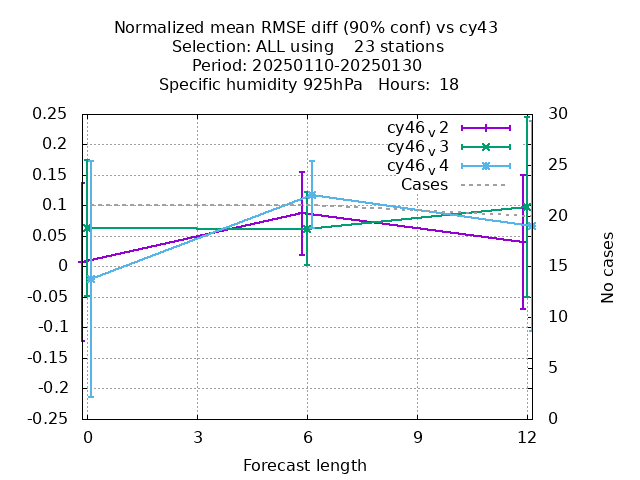 Normalized mean RMSE diff (90% conf) vs cy43
Selection: ALL using    23 stations
Period: 20250110-20250130
Specific humidity 925hPa   Hours:  18
0.25
0.2
0.15
0.1
0.05
0
-0.05
-0.1
-0.15
-0.2
-0.25
30
25
20
15
10
5
0
cy46v2
cy46v3
cy46v4
Cases
No cases
0 3 6 9 12
Forecast length